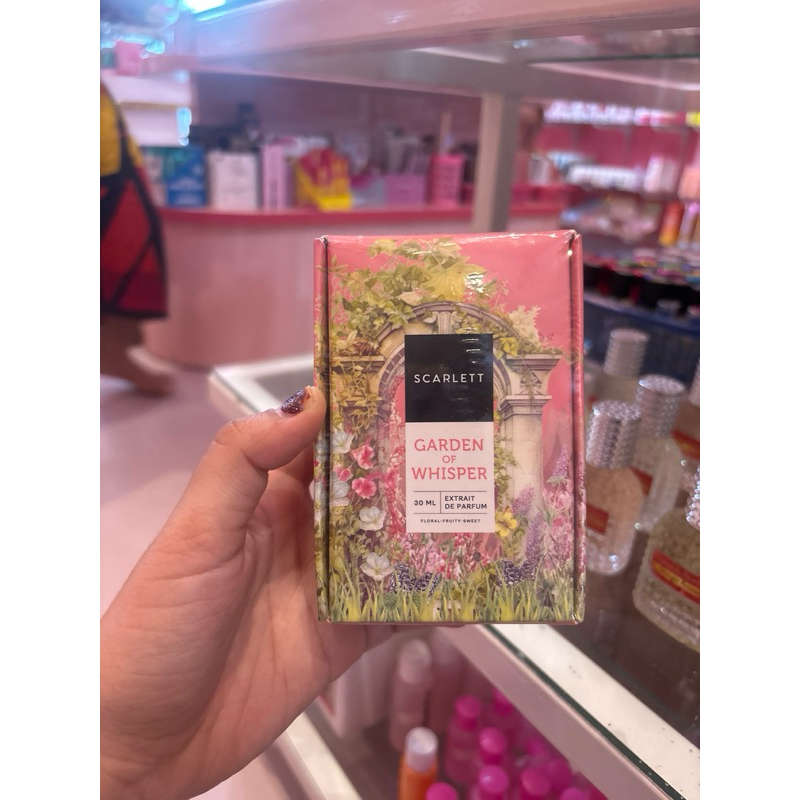 SCARLETT
GARDEN
OF
WHISPER
30 ML
EXTRAIT
DE PARFUM
FLORAL-FRUITY-SWEET